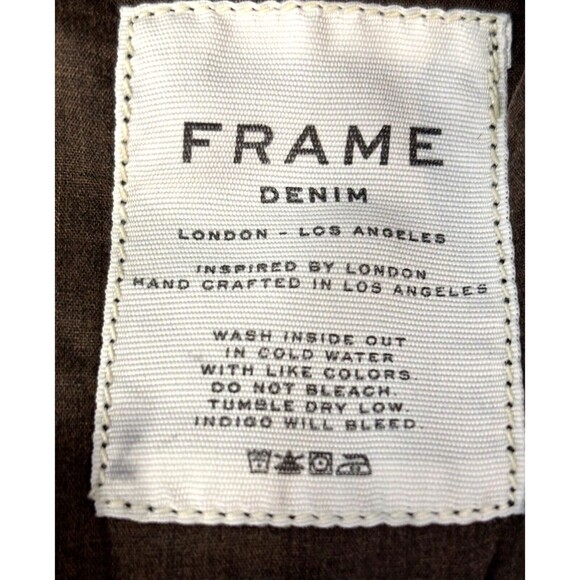 FRAME
DENIM
LONDON - LOS ANGELES
INSPIRED BY LONDON
HAND CRAFTED IN LOS ANGELES
WASH INSIDE OUT
IN COLD WATER
WITH LIKE COLORS.
DO NOT BLEACH.
TUMBLE DRY LOW.
INDIGO WILL BLEED.